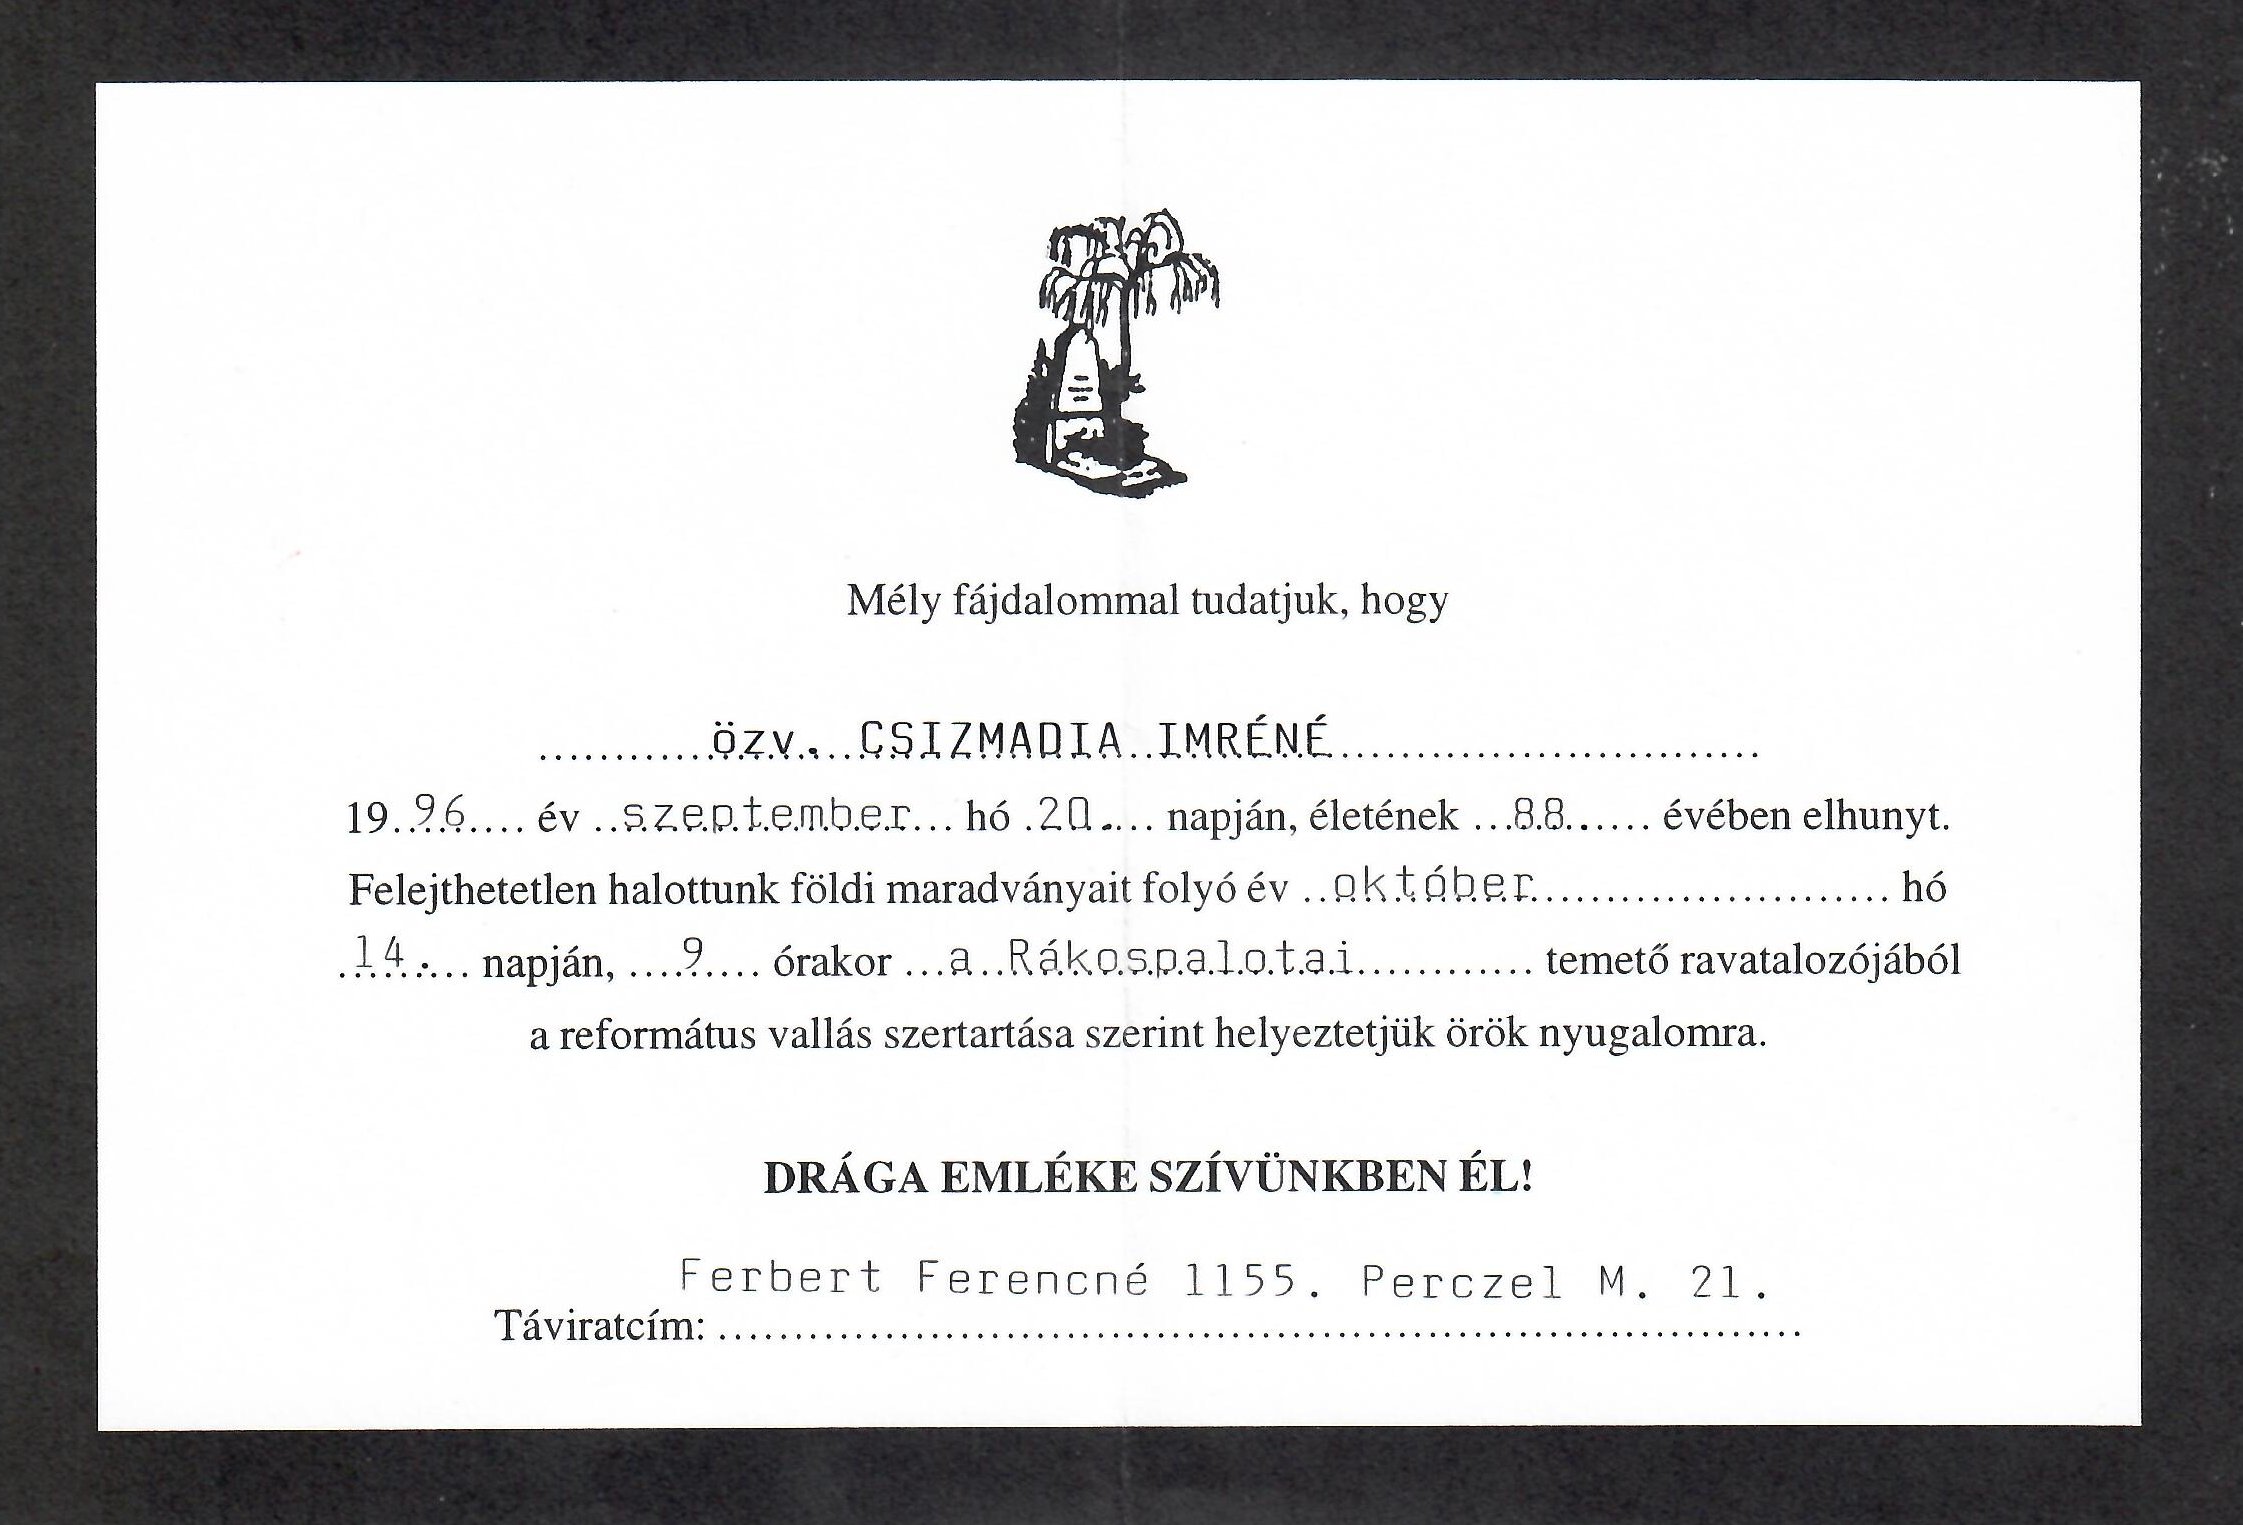 Mély fájdalommal tudatjuk, hogy
özv. CSIZMADIA IMRÉNÉ
1996 év szeptember hó 20. napján, életének 88 évében elhunyt.
Felejthetetlen halottunk földi maradványait folyó év október hó
14. napján, 9 órakor a Rákospalotai temető ravatalozójából
a református vallás szertartása szerint helyeztetjük örök nyugalomra.
DRÁGA EMLÉKE SZÍVÜNKBEN ÉL!
Ferbert Ferencné 1155. Perczel M. 21.
Táviratcím: